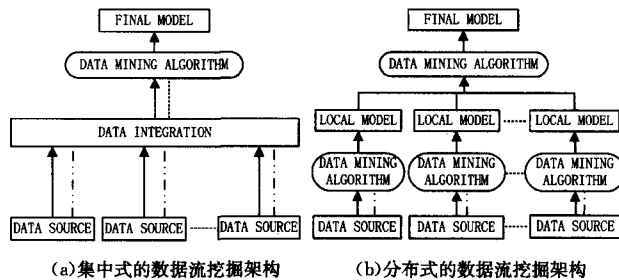 FINAL MODEL
DATA MINING ALGORITHM
DATA INTEGRATION
DATA SOURCE DATA SOURCE DATA SOURCE
(a)集中式的数据流挖掘架构
FINAL MODEL
DATA MINING ALGORITHM
LOCAL MODEL LOCAL MODEL LOCAL MODEL
DATA MINING DATA MINING DATA MINING
ALGORITHM ALGORITHM ALGORITHM
DATA SOURCE DATA SOURCE DATA SOURCE
(b)分布式的数据流挖掘架构